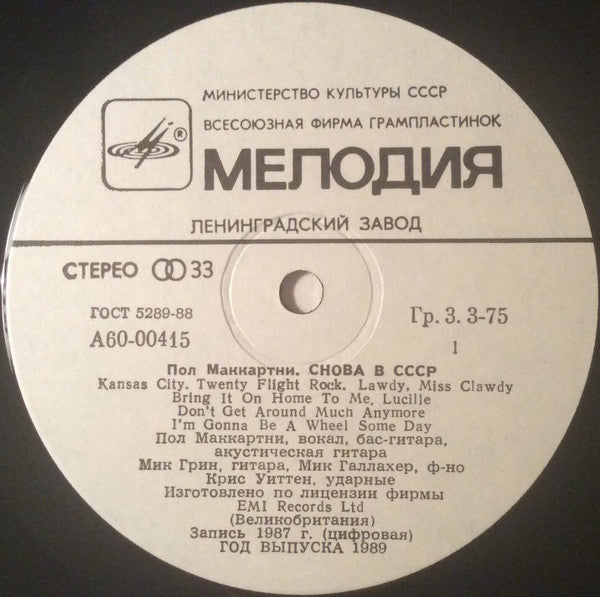 МИНИСТЕРСТВО КУЛЬТУРЫ СССР
ВСЕСОЮЗНАЯ ФИРМА ГРАМПЛАСТИНОК
®
МЕЛОДИЯ
ЛЕНИНГРАДСКИЙ ЗАВОД
СТЕРЕО 33
ГОСТ 5289-88
Гр. 3. 3-75
А60-00415
1
Пол Маккартни. СНОВА В СССР
Kansas City. Twenty Flight Rock. Lawdy, Miss Clawdy
Bring It On Home To Me. Lucille
Don't Get Around Much Anymore
I'm Gonna Be A Wheel Some Day
Пол Маккартни, вокал, бас-гитара,
акустическая гитара
Мик Грин, гитара, Мик Галлахер, ф-но
Крис Уиттен, ударные
Изготовлено по лицензии фирмы
EMI Records Ltd
(Великобритания)
Запись 1987 г. (цифровая)
ГОД ВЫПУСКА 1989